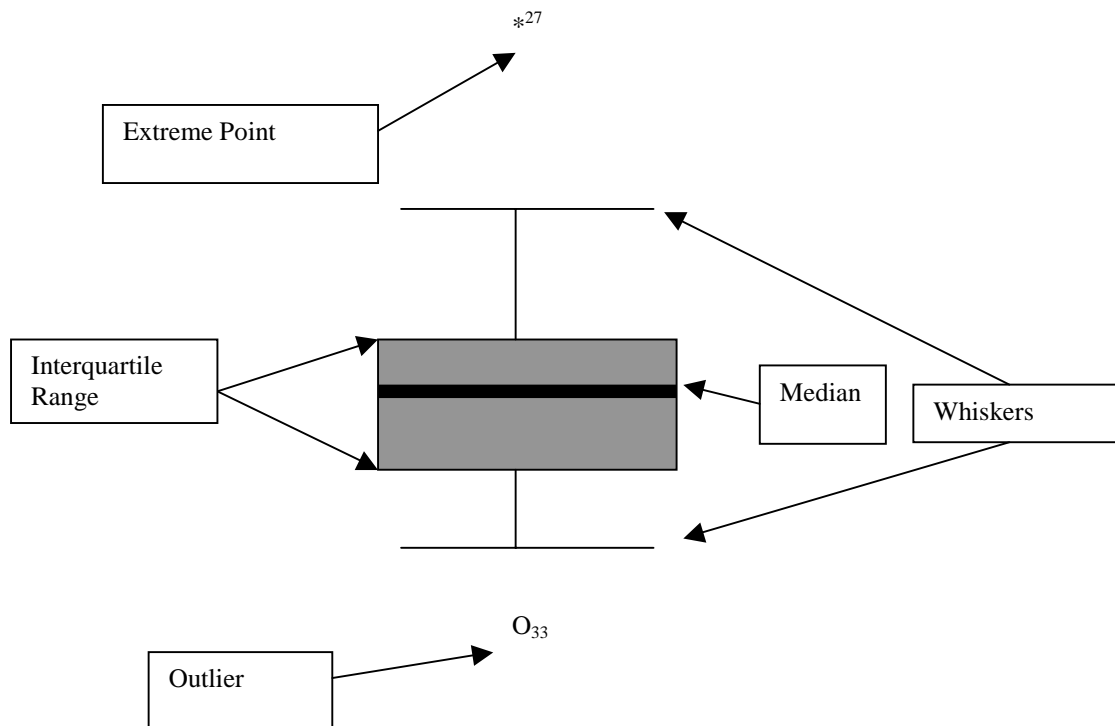 *27
Extreme Point
Interquartile
Range
Median
Whiskers
O33
Outlier